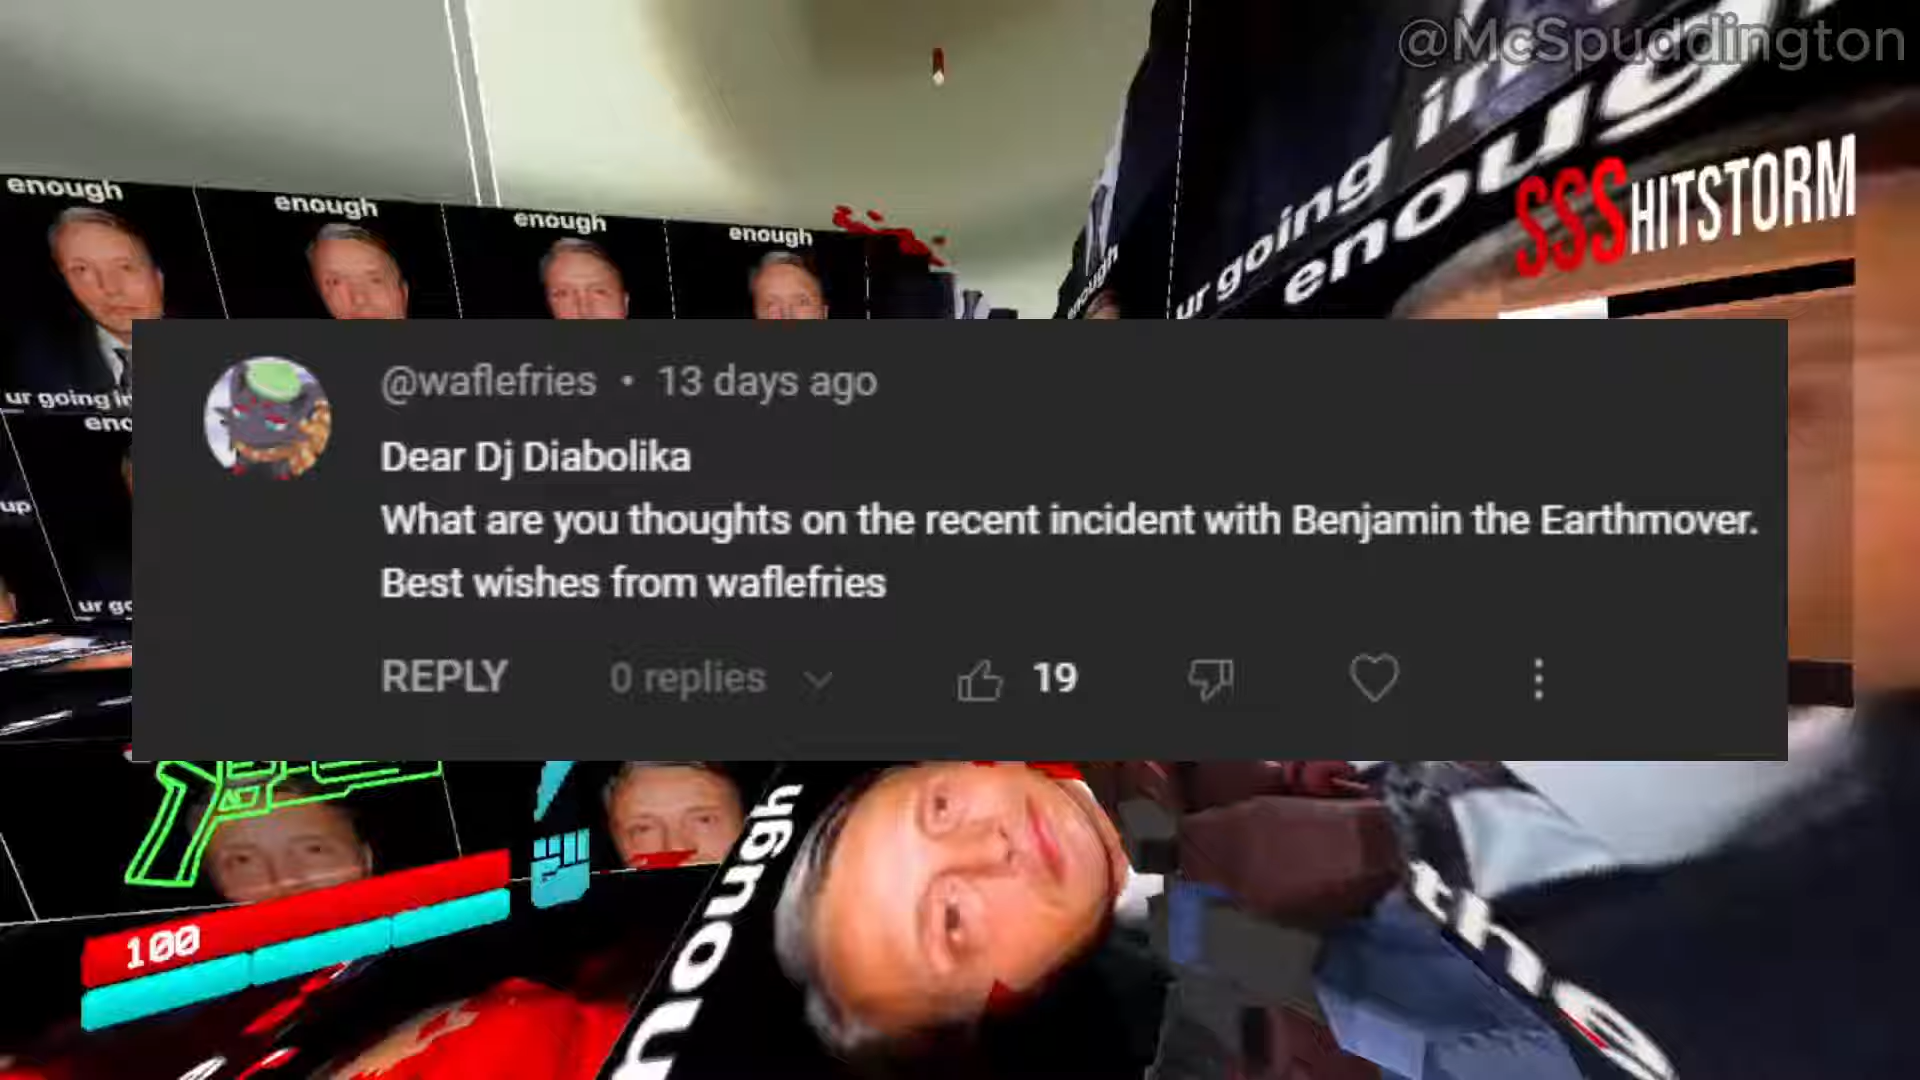 @McSpuddington
enough
enough
enough
enough
enough
ur going in
enough
SSSHITSTORM
ur going in
eno
up
ur go
@waflefries • 13 days ago
Dear Dj Diabolika
What are you thoughts on the recent incident with Benjamin the Earthmover.
Best wishes from waflefries
REPLY 0 replies 19
100
enough
the